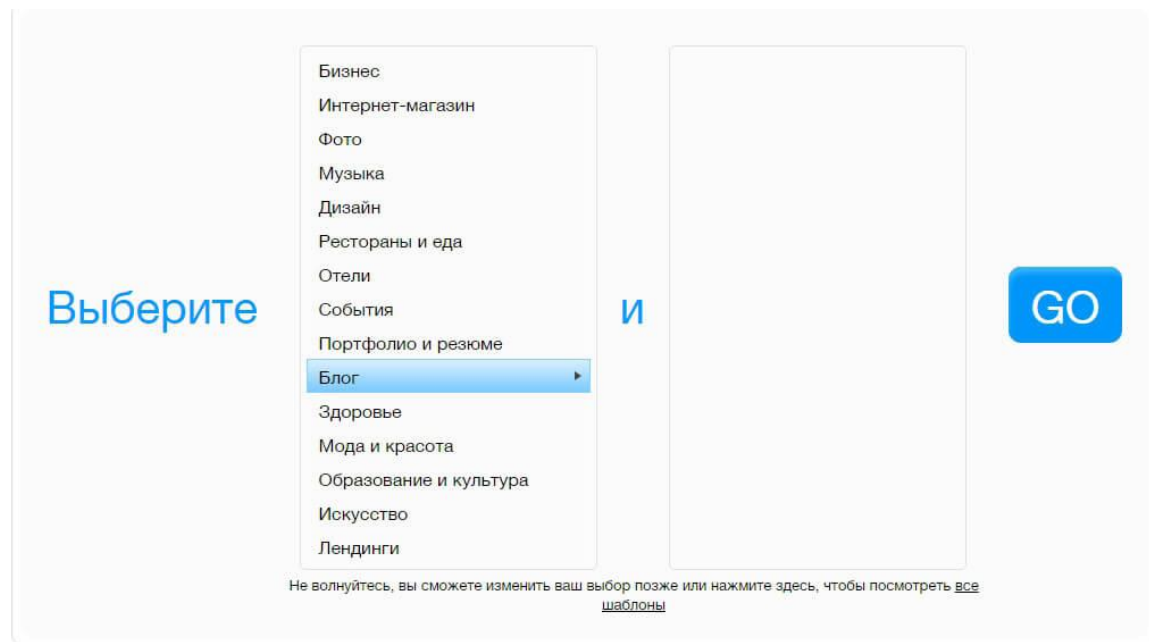 Бизнес
Интернет-магазин
Фото
Музыка
Дизайн
Рестораны и еда
Отели
События
Портфолио и резюме
Блог
Здоровье
Мода и красота
Образование и культура
Искусство
Лендинги
Выберите
и
GO
Не волнуйтесь, вы сможете изменить ваш выбор позже или нажмите здесь, чтобы посмотреть все
шаблоны